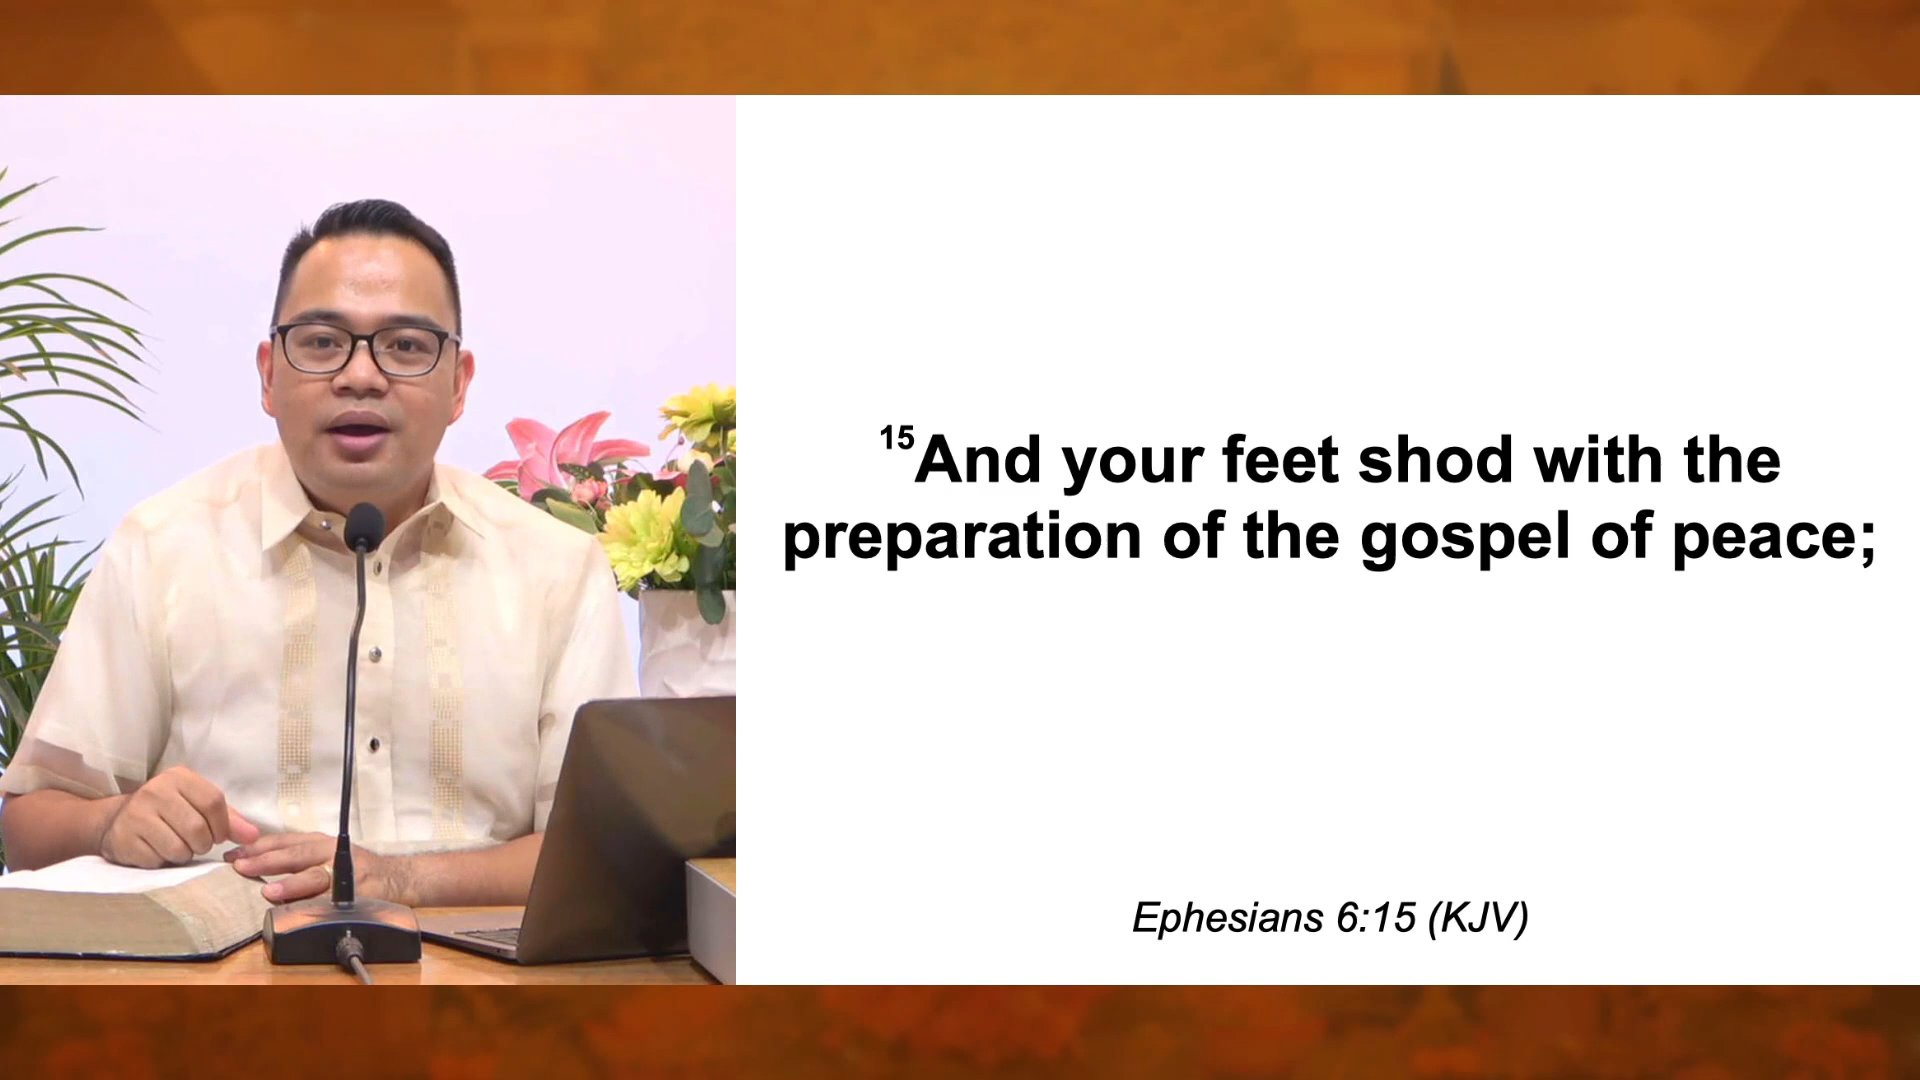 15And your feet shod with the
preparation of the gospel of peace;
Ephesians 6:15 (KJV)